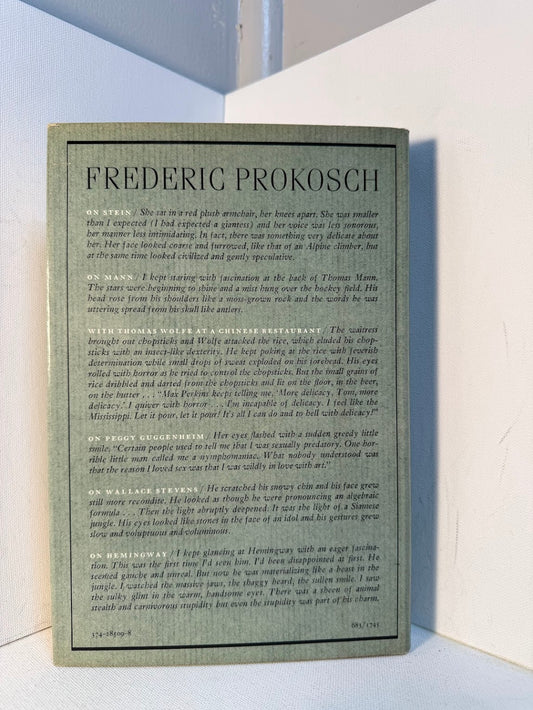 FREDERIC PROKOSCH
ON STEIN / She sat in a red plush armchair, her knees apart. She was smaller
than I expected (I had expected a giantess) and her voice was less sonorous,
her manner less intimidating. In fact, there was something very delicate about
her. Her face looked coarse and furrowed, like that of an Alpine climber, but
at the same time looked civilized and gently speculative.
ON MANN / I kept staring with fascination at the back of Thomas Mann.
The stars were beginning to shine and a mist hung over the hockey field. His
head rose from his shoulders like a moss-grown rock and the words he was
uttering spread from his skull like antlers.
WITH THOMAS WOLFE AT A CHINESE RESTAURANT / The waitress
brought out chopsticks and Wolfe attacked the rice, which eluded his chop-
sticks with an insect-like dexterity. He kept poking at the rice with feverish
determination while small drops of sweat exploded on his forehead. His eyes
rolled with horror as he tried to control the chopsticks. But the small grains of
rice dribbled and darted from the chopsticks and lit on the floor, in the beer,
on the butter . . . "Max Perkins keeps telling me, 'More delicacy, Tom, more
delicacy.' I quiver with horror . . . I'm incapable of delicacy. I feel like the
Mississippi. Let it pour, let it pour! It's all I can do and to hell with delicacy!"
ON PEGGY GUGGENHEIM / Her eyes flashed with a sudden greedy little
smile. "Certain people used to tell me that I was sexually predatory. One hor-
rible little man called me a nymphomaniac. What nobody understood was
that the reason I loved sex was that I was wildly in love with art."
ON WALLACE STEVENS / He scratched his snowy chin and his face grew
still more recondite. He looked as though he were pronouncing an algebraic
formula . . . Then the light abruptly deepened. It was the light of a Siamese
jungle. His eyes looked like stones in the face of an idol and his gestures grew
slow and voluptuous and voluminous.
ON HEMINGWAY / I kept glancing at Hemingway with an eager fascina-
tion. This was the first time I'd seen him. I'd been disappointed at first. He
seemed gauche and unreal. But now he was materializing like a beast in the
jungle. I watched the massive jaws, the shaggy beard, the sullen smile. I saw
the sulky glint in the warm, handsome eyes. There was a sheen of animal
stealth and carnivorous stupidity but even the stupidity was part of his charm.
374-18509-8
683/1745